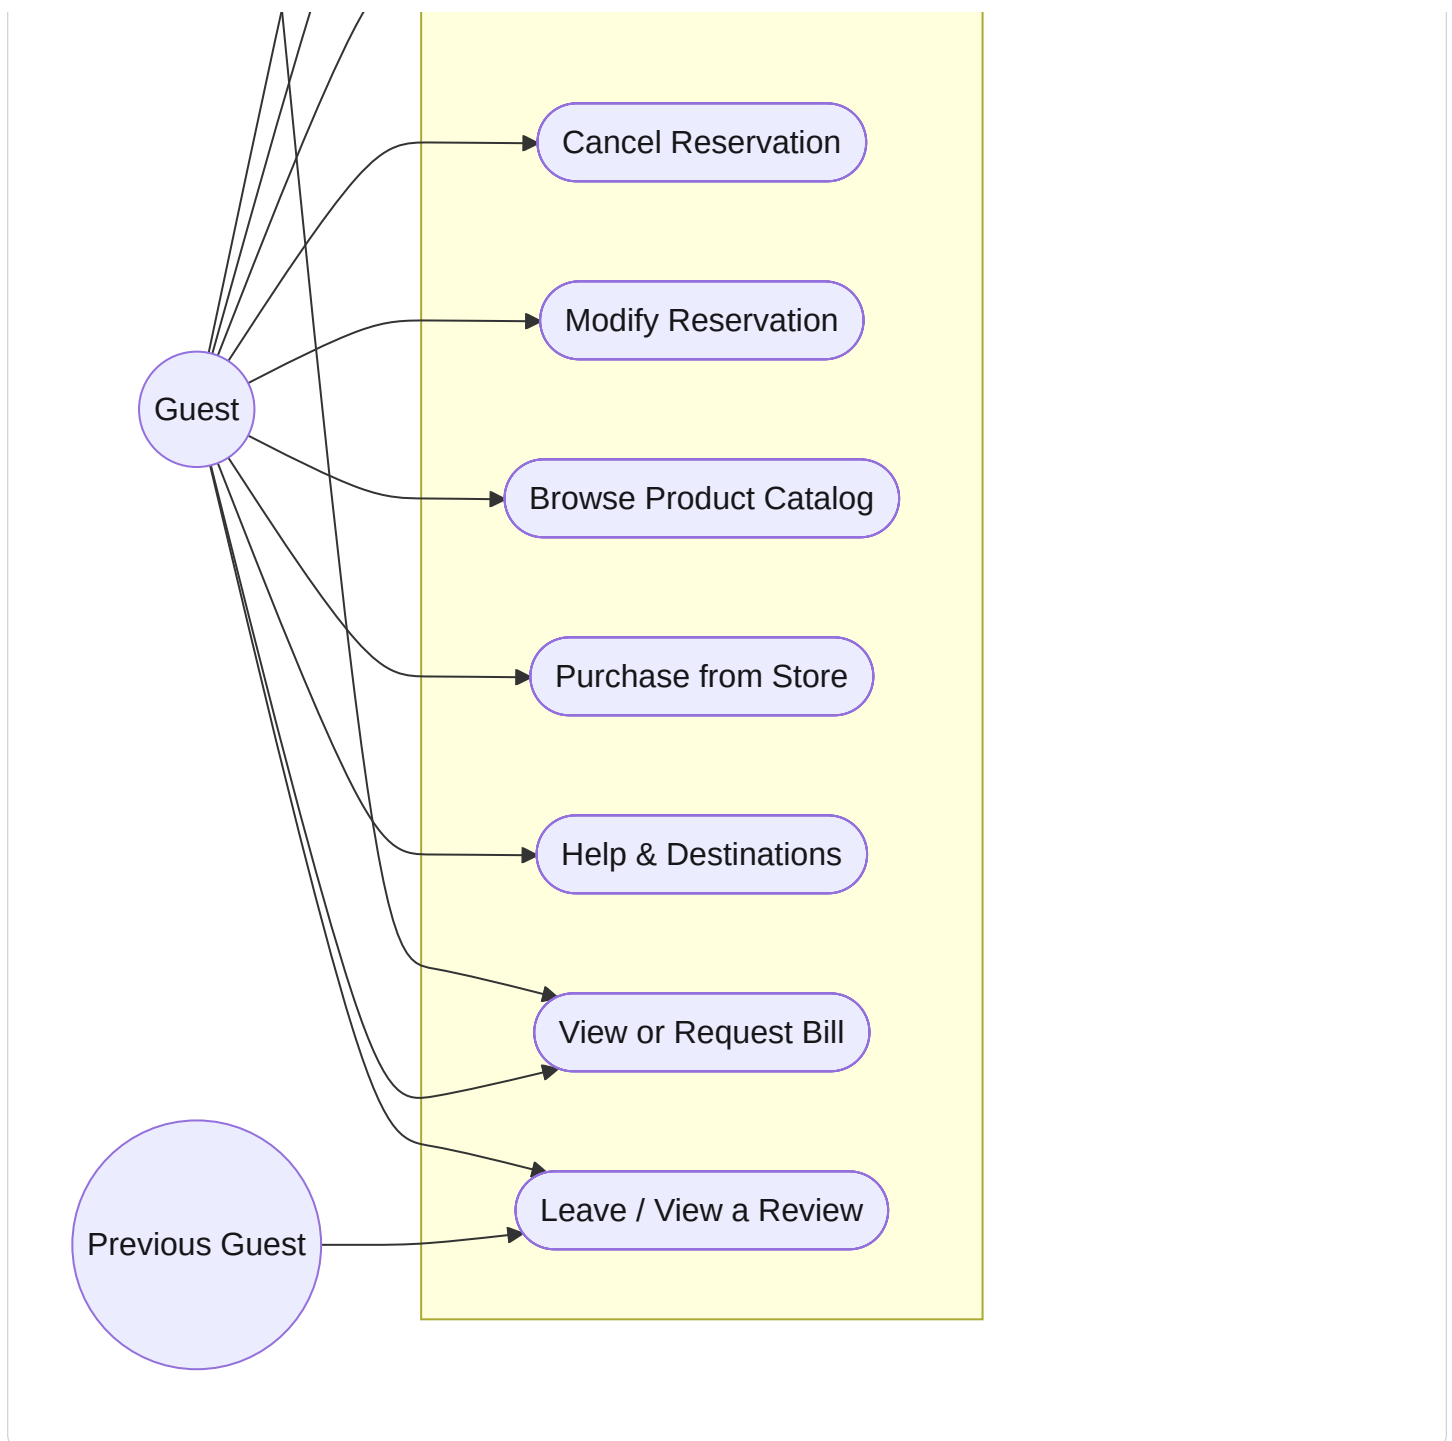 Cancel Reservation
Modify Reservation
Guest
Browse Product Catalog
Purchase from Store
Help & Destinations
View or Request Bill
Leave / View a Review
Previous Guest